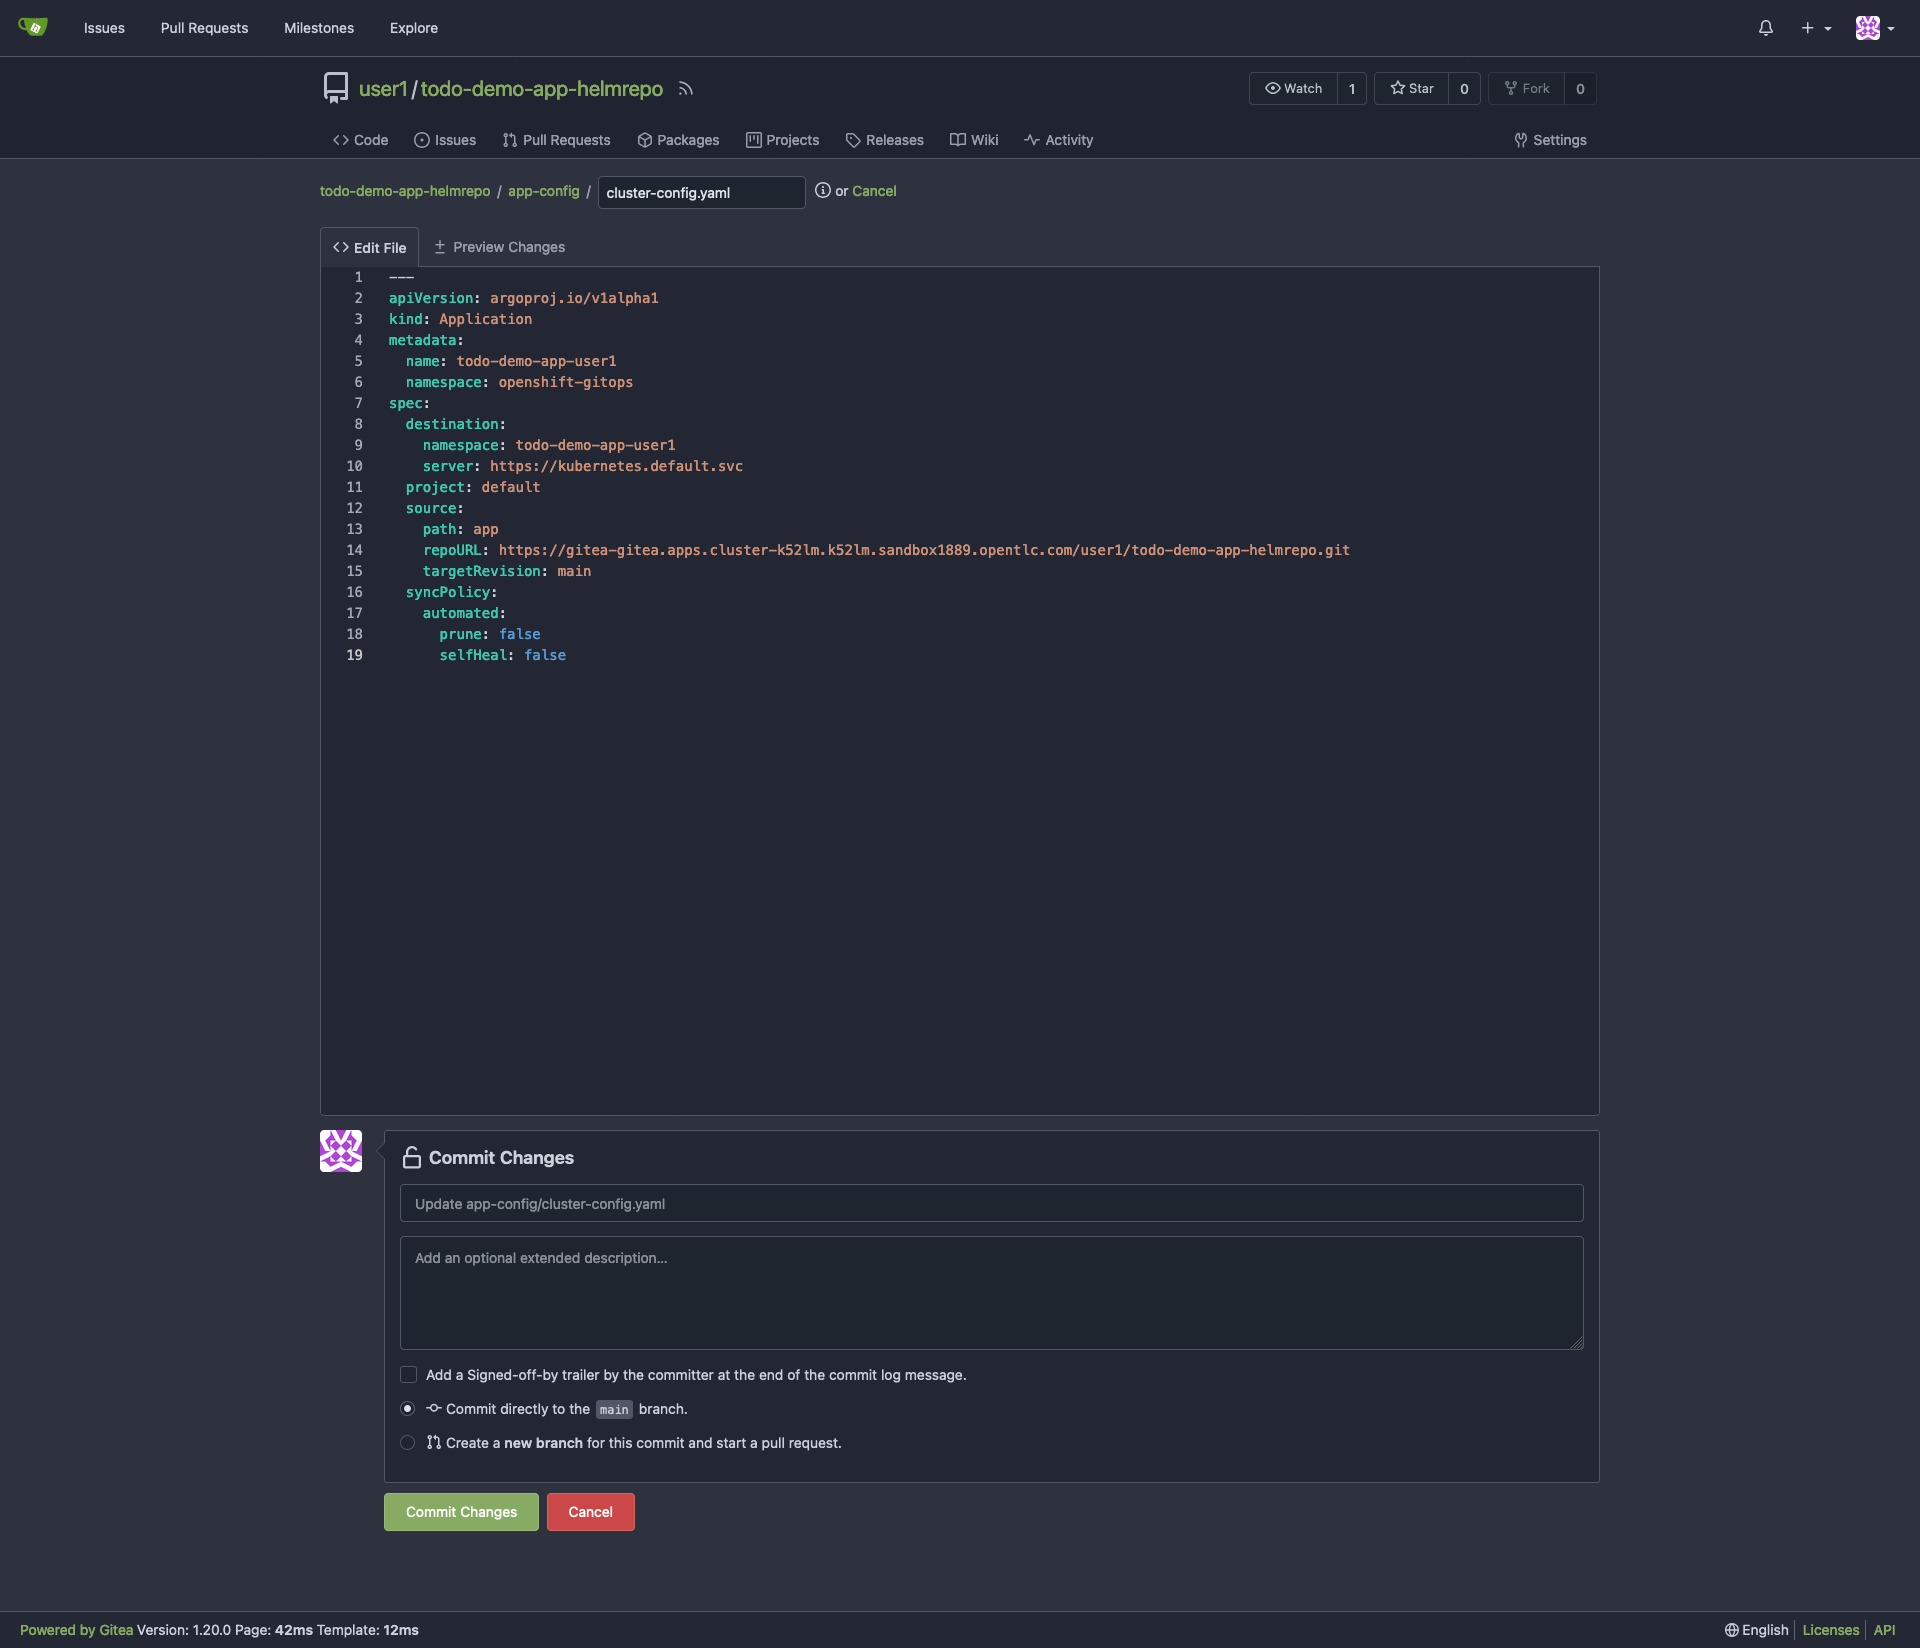 Issues Pull Requests Milestones Explore
user1/todo-demo-app-helmrepo Watch 1 Star 0 Fork 0
Code Issues Pull Requests Packages Projects Releases Wiki Activity Settings
todo-demo-app-helmrepo / app-config / cluster-config.yaml or Cancel
Edit File Preview Changes
1 ---
2 apiVersion: argoproj.io/v1alpha1
3 kind: Application
4 metadata:
5   name: todo-demo-app-user1
6   namespace: openshift-gitops
7 spec:
8   destination:
9     namespace: todo-demo-app-user1
10     server: https://kubernetes.default.svc
11   project: default
12   source:
13     path: app
14     repoURL: https://gitea-gitea.apps.cluster-k52lm.k52lm.sandbox1889.opentlc.com/user1/todo-demo-app-helmrepo.git
15     targetRevision: main
16   syncPolicy:
17     automated:
18       prune: false
19       selfHeal: false
Commit Changes
Update app-config/cluster-config.yaml
Add an optional extended description...
Add a Signed-off-by trailer by the committer at the end of the commit log message.
Commit directly to the main branch.
Create a new branch for this commit and start a pull request.
Commit Changes Cancel
Powered by Gitea Version: 1.20.0 Page: 42ms Template: 12ms English Licenses API